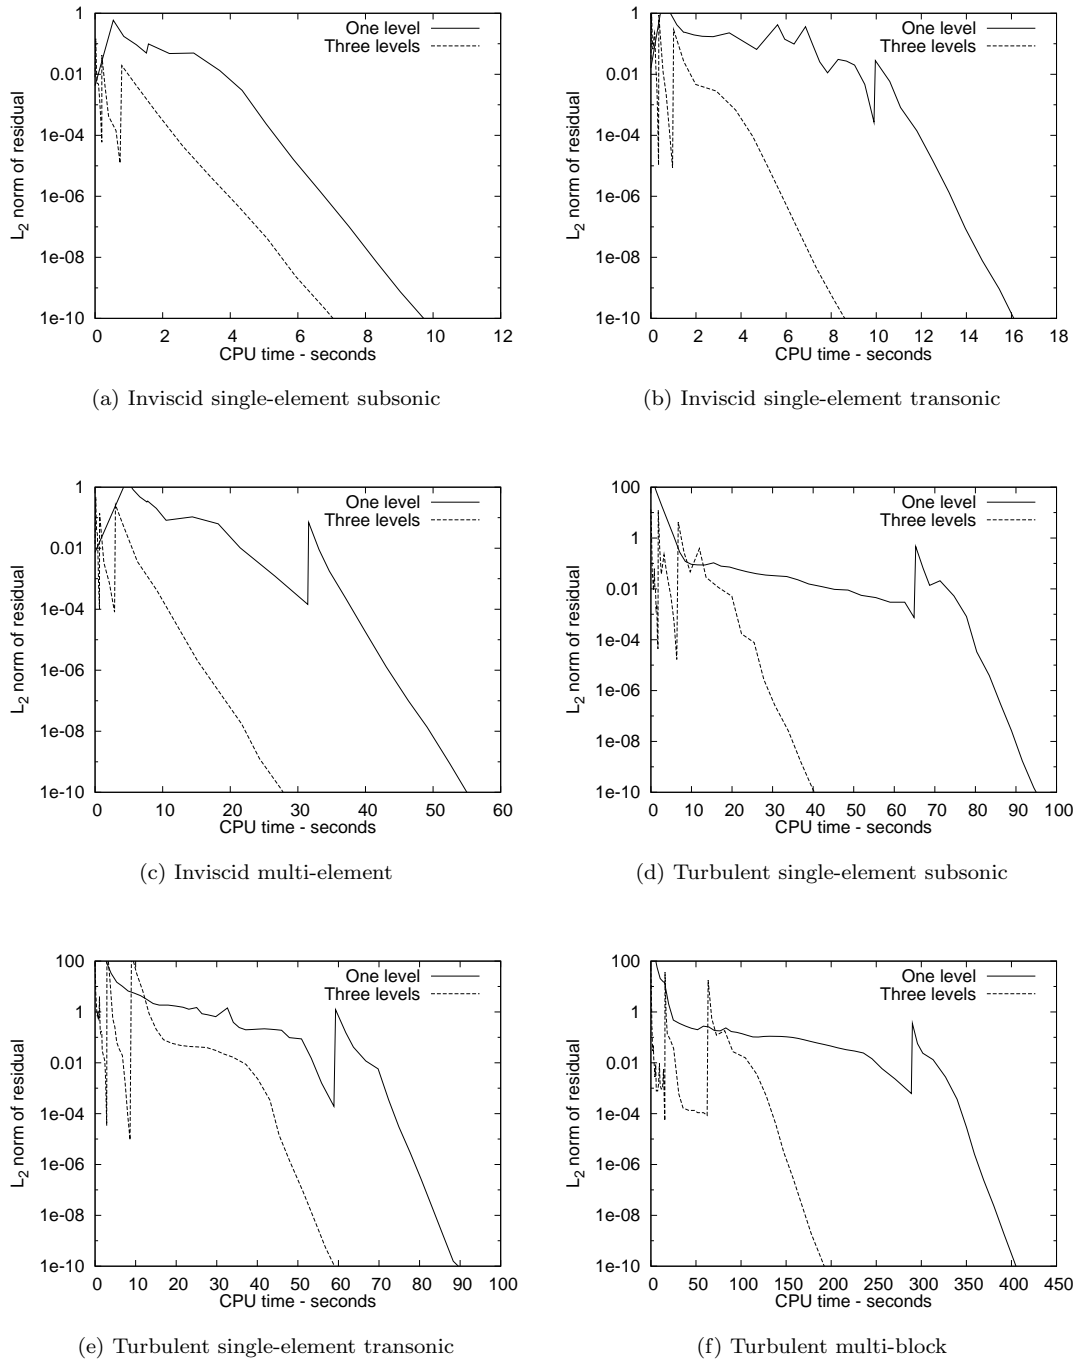 1
0.01
1e-04
1e-06
1e-08
1e-10
L2 norm of residual
0 2 4 6 8 10 12
CPU time - seconds
One level
Three levels
(a) Inviscid single-element subsonic
1
0.01
1e-04
1e-06
1e-08
1e-10
L2 norm of residual
0 2 4 6 8 10 12 14 16 18
CPU time - seconds
One level
Three levels
(b) Inviscid single-element transonic
1
0.01
1e-04
1e-06
1e-08
1e-10
L2 norm of residual
0 10 20 30 40 50 60
CPU time - seconds
One level
Three levels
(c) Inviscid multi-element
100
1
0.01
1e-04
1e-06
1e-08
1e-10
L2 norm of residual
0 10 20 30 40 50 60 70 80 90 100
CPU time - seconds
One level
Three levels
(d) Turbulent single-element subsonic
100
1
0.01
1e-04
1e-06
1e-08
1e-10
L2 norm of residual
0 10 20 30 40 50 60 70 80 90 100
CPU time - seconds
One level
Three levels
(e) Turbulent single-element transonic
100
1
0.01
1e-04
1e-06
1e-08
1e-10
L2 norm of residual
0 50 100 150 200 250 300 350 400 450
CPU time - seconds
One level
Three levels
(f) Turbulent multi-block